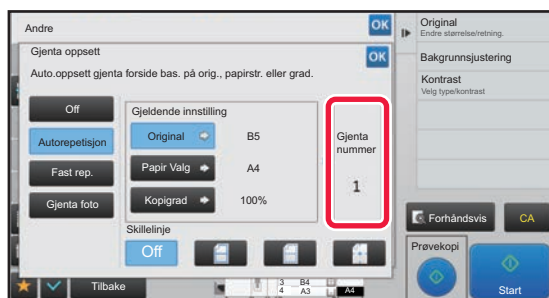 Andre
OK
Gjenta oppsett
OK
Auto.oppsett gjenta forside bas. på orig., papirstr. eller grad.
Off
Autorepetisjon
Fast rep.
Gjenta foto
Gjeldende innstilling
Original
B5
Papir Valg
A4
Kopigrad
100%
Gjenta
nummer
1
Skillelinje
Off
Tilbake
3 B4
4 A3
A4
Original
Endre størrelse/retning.
Bakgrunnsjustering
Kontrast
Velg type/kontrast
Forhåndsvis
CA
Prøvekopi
Start